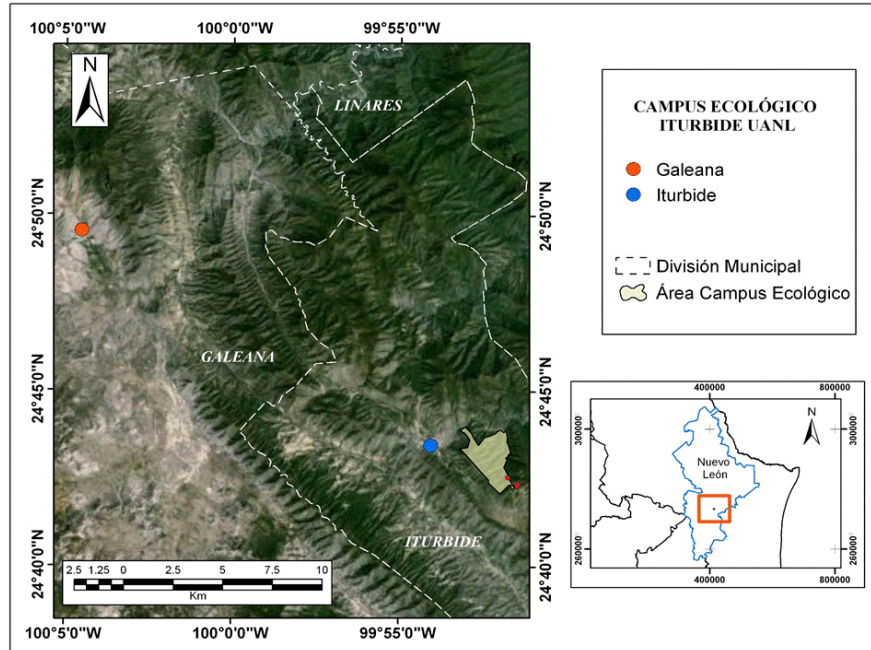 100°5'0"W
100°0'0"W
99°55'0"W
N
LINARES
24°50'0"N
24°50'0"N
GALEANA
24°45'0"N
24°45'0"N
ITURBIDE
24°40'0"N
24°40'0"N
2.5 1.25 0 2.5 5 7.5 10
Km
100°5'0"W
100°0'0"W
99°55'0"W
CAMPUS ECOLÓGICO
ITURBIDE UANL
Galeana
Iturbide
División Municipal
Área Campus Ecológico
400000
800000
N
300000
300000
Nuevo
León
260000
260000
400000
800000